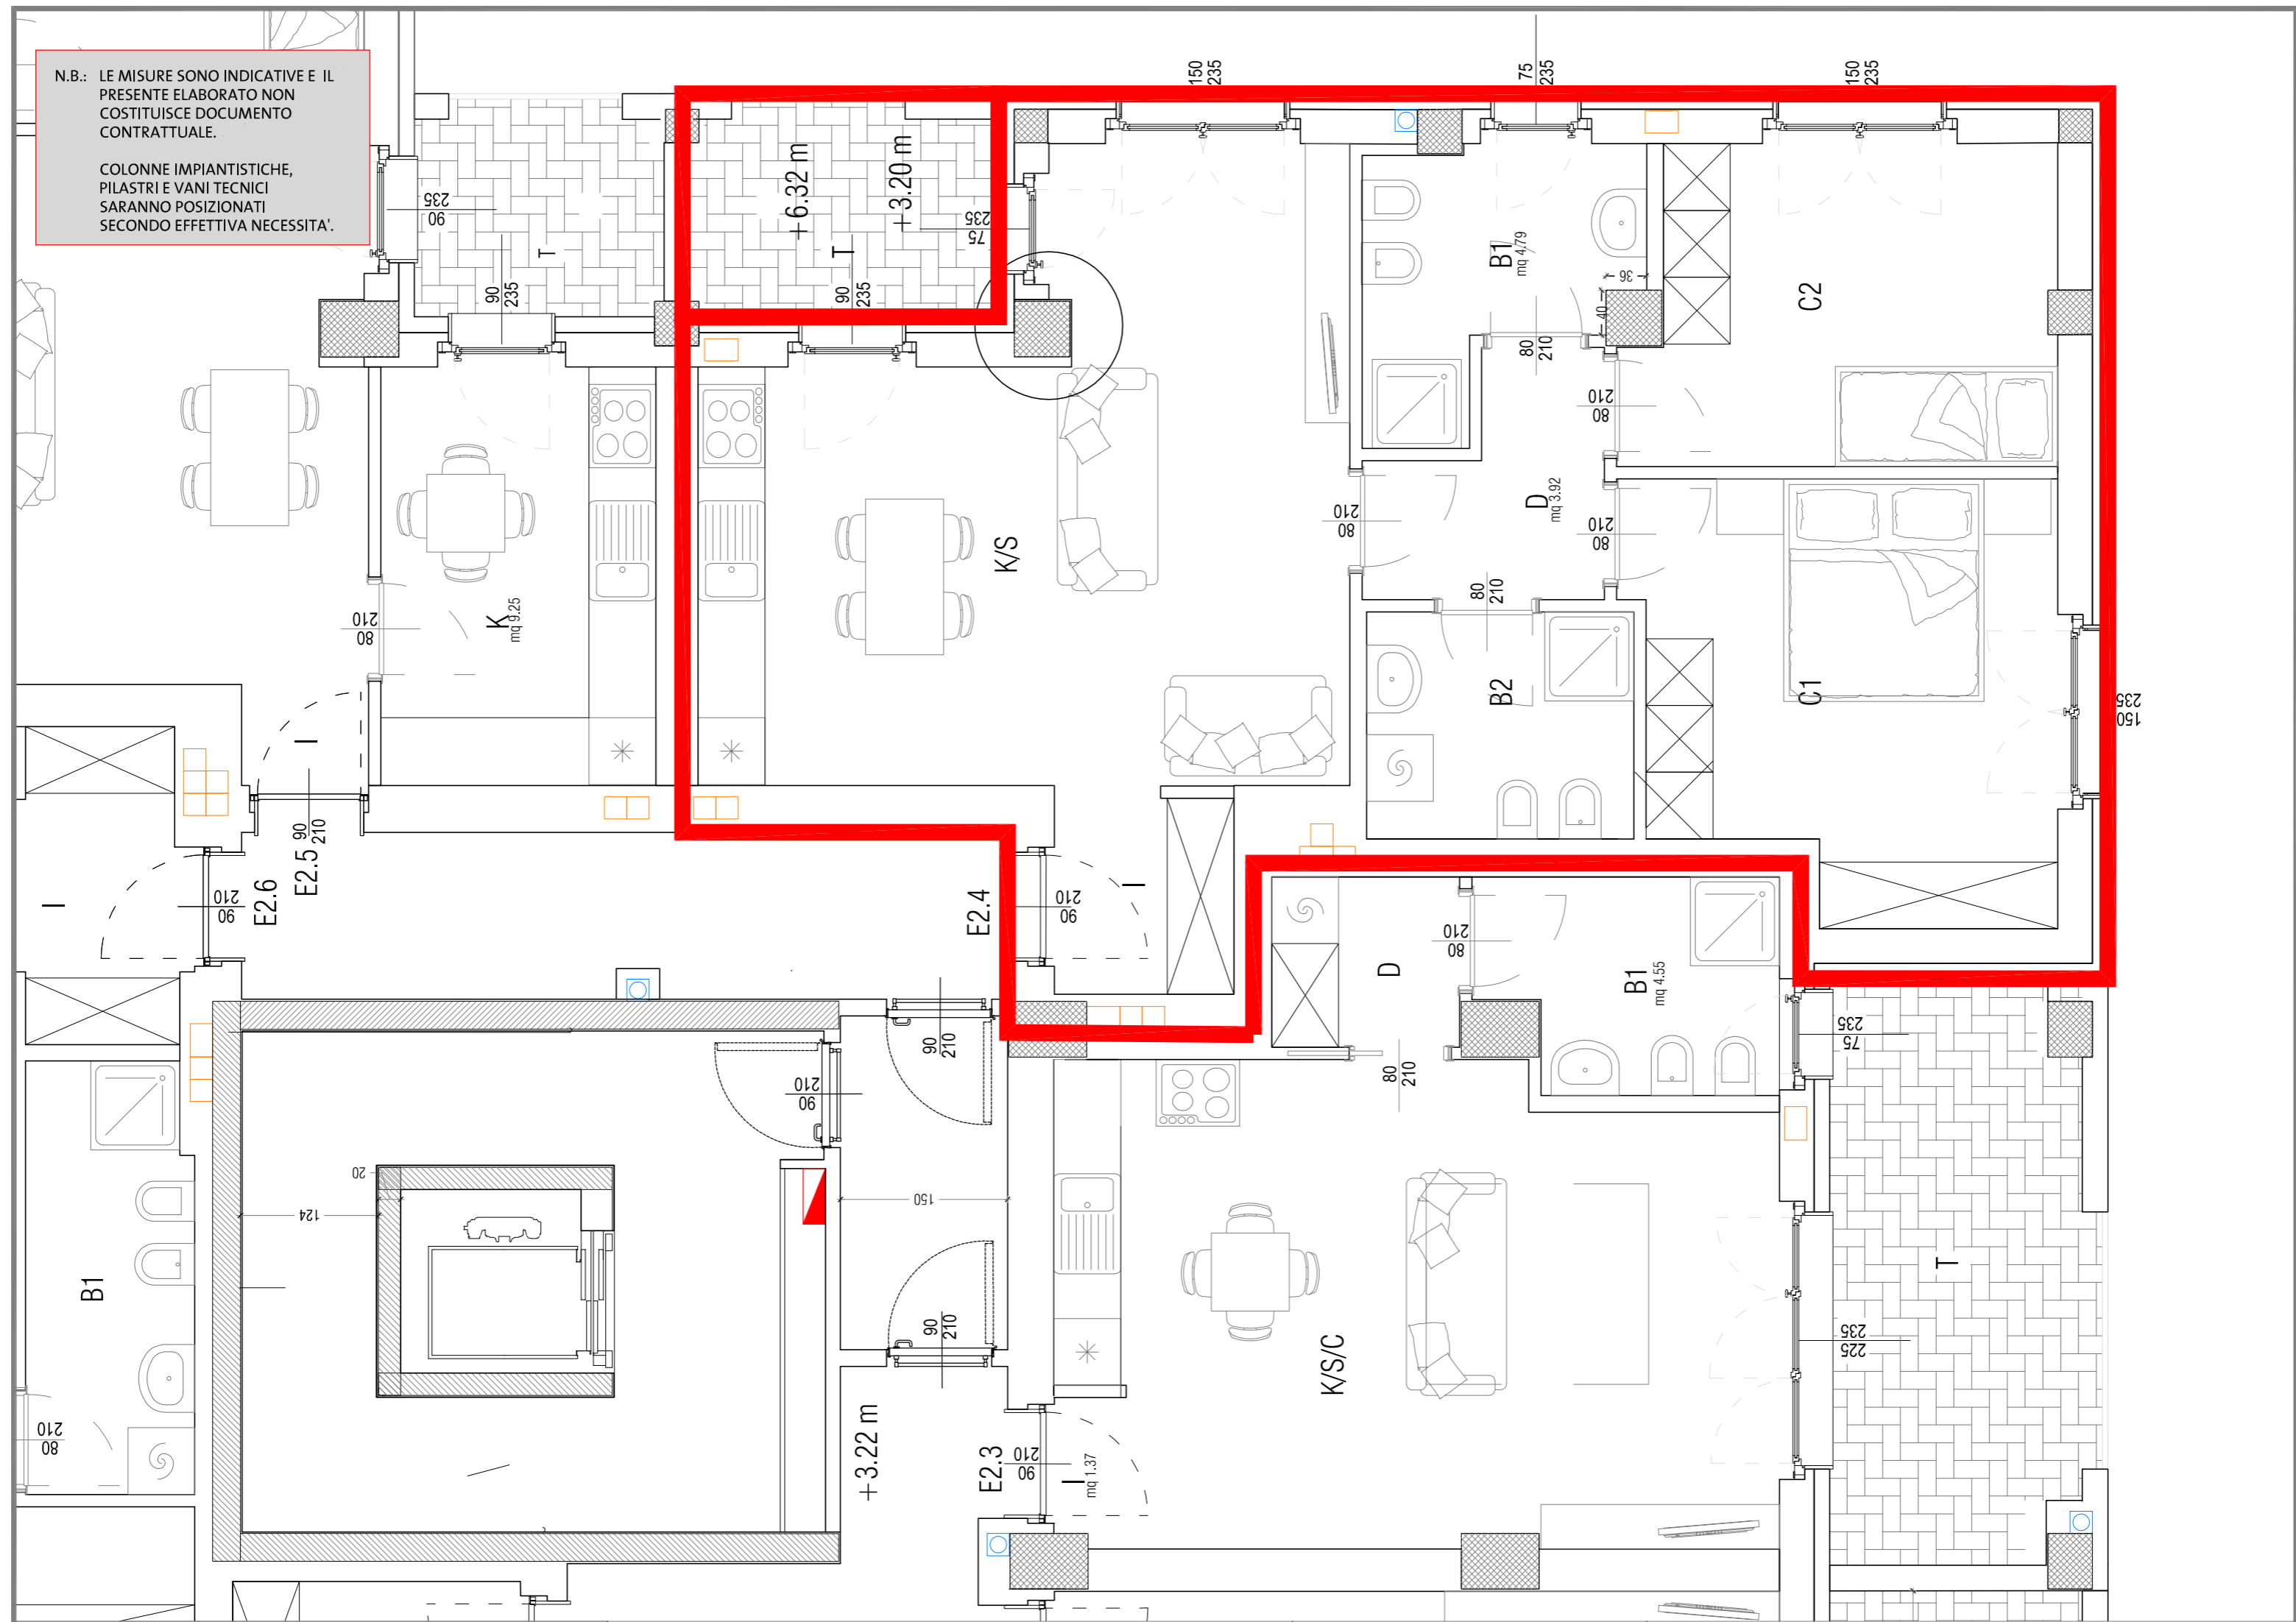 N.B.: LE MISURE SONO INDICATIVE E IL
PRESENTE ELABORATO NON
COSTITUISCE DOCUMENTO
CONTRATTUALE.
COLONNE IMPIANTISTICHE,
PILASTRI E VANI TECNICI
SARANNO POSIZIONATI
SECONDO EFFETTIVA NECESSITA'.
150
235
75
235
150
235
235
90
T
90
235
+6.32 m
+3.20 m
T
235
75
90
235
B1
mq 4.79
36
40
80
210
C2
210
80
K/S
210
80
D
mq 3.92
210
80
K
mq 9.25
210
80
80
210
B2
C1
235
150
I
E2.5
90
210
I
210
90
E2.6
E2.4
210
90
I
D
210
80
B1
mq 4.55
235
75
90
210
210
90
80
210
20
124
150
B1
90
210
K/S/C
T
235
225
210
80
+3.22 m
E2.3
210
90
I
mq 1.37